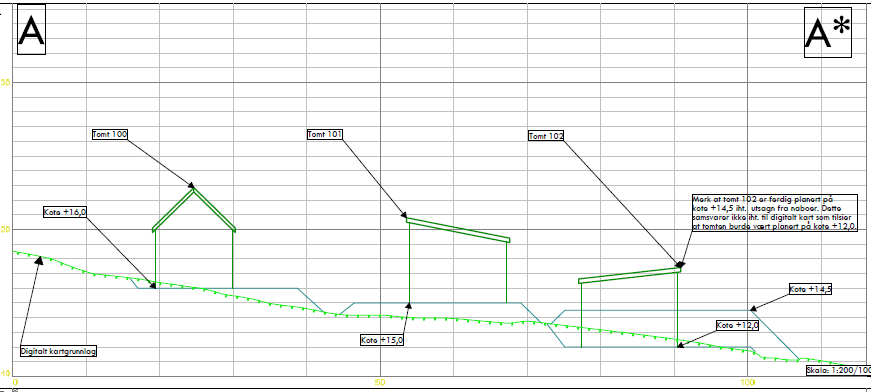 A
A*
30
Tomt 100
Tomt 101
Tomt 102
Merk at tomt 102 er ferdig planert på
kote +14,5 iht. utsagn fra naboer. Dette
samsvarer ikke iht. til digitalt kart som tilsier
at tomten burde vært planert på kote +12,0.
Kote +16,0
20
Kote +14,5
Kote +12,0
Kote +15,0
Digitalt kartgrunnlag
10
Skala: 1:200/100
0
50
100